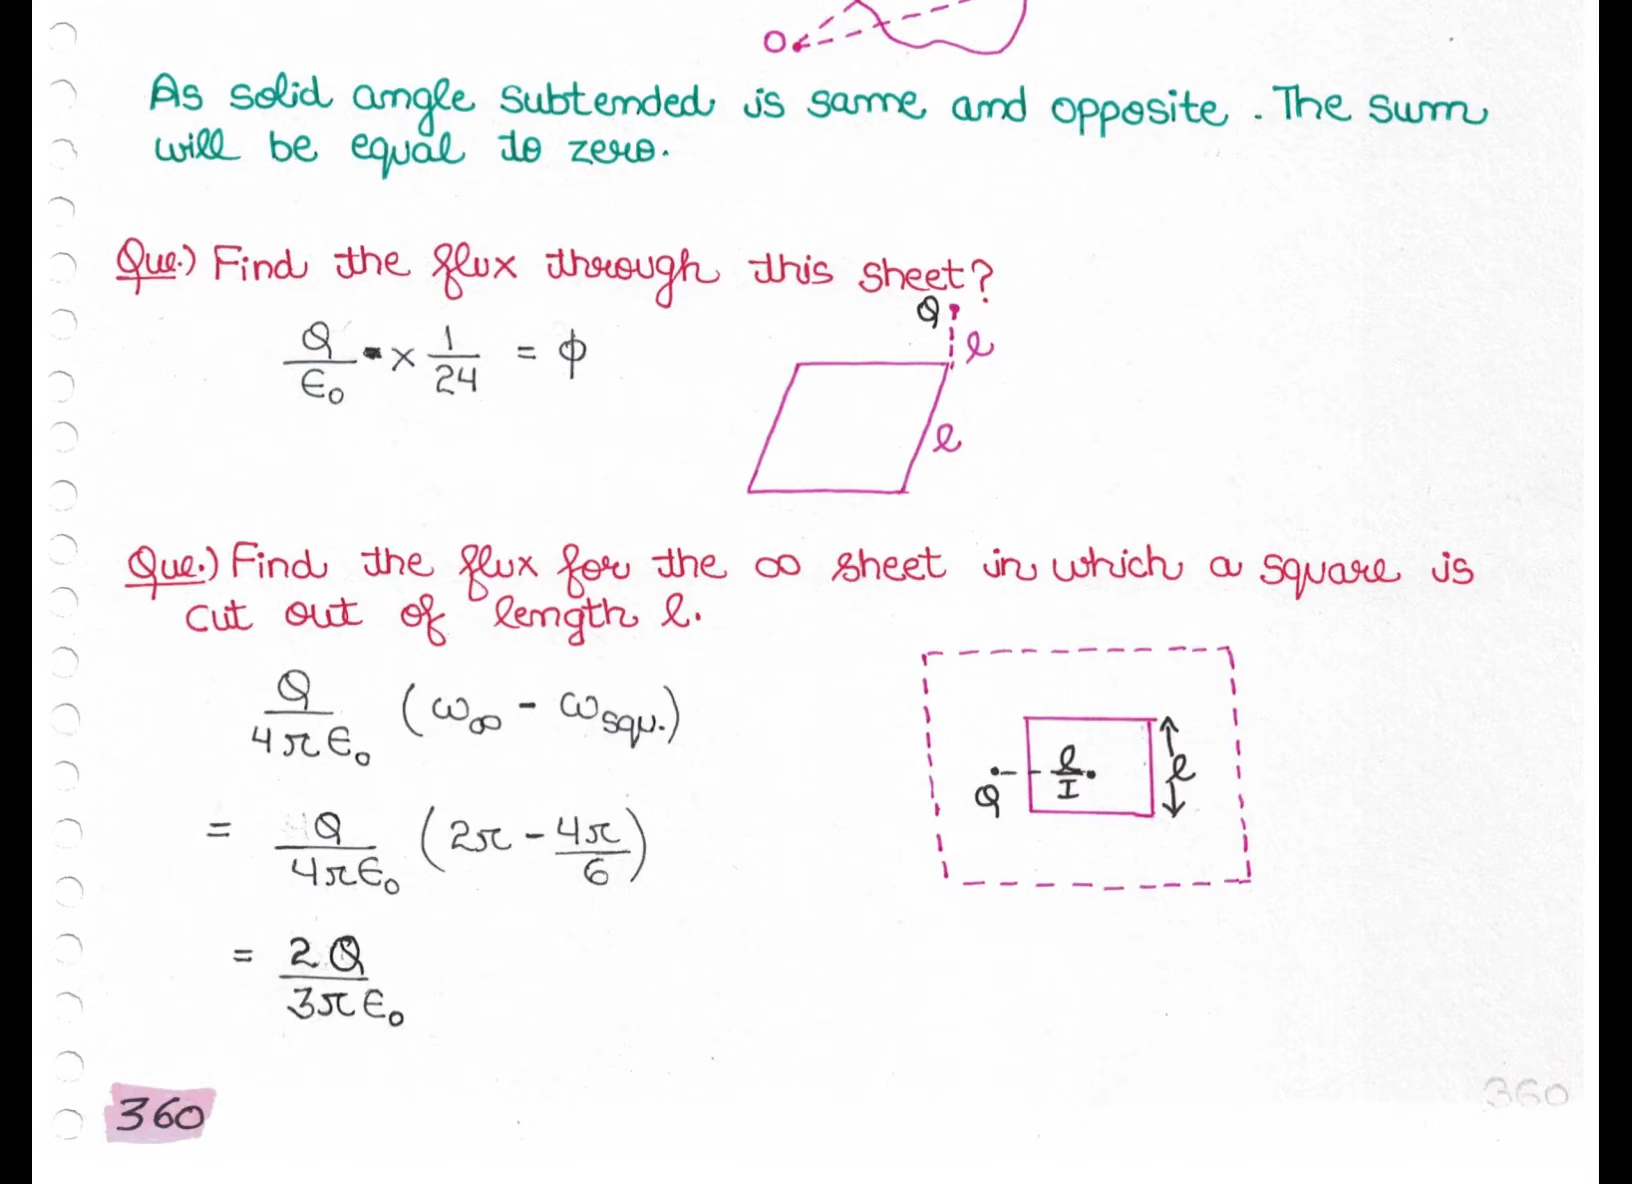 O
As solid angle subtended is same and opposite. The sum
will be equal to zero.
Que.) Find the flux through this sheet?
Q
l
Q/ε₀ × 1/24 = ϕ
l
Que.) Find the flux for the ∞ sheet in which a square is
cut out of length l.
Q/4πε₀ (ω∞ - ωsqu.)
Q l/I l
= Q/4πε₀ (2π - 4π/6)
= 2Q/3πε₀
360
360